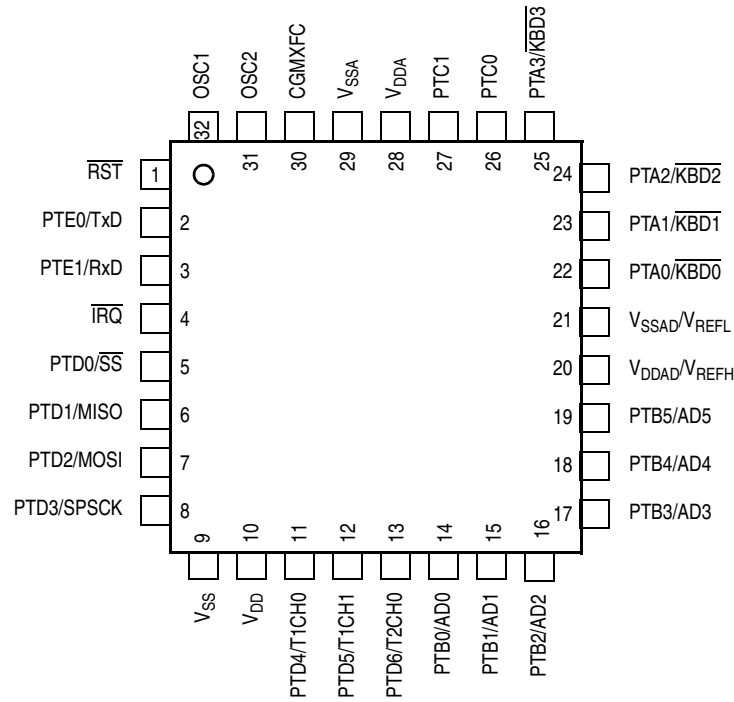 OSC1
OSC2
CGMXFC
VSSA
VDDA
PTC1
PTC0
PTA3/KBD3
32
31
30
29
28
27
26
25
RST
1
24
PTA2/KBD2
PTE0/TxD
2
23
PTA1/KBD1
PTE1/RxD
3
22
PTA0/KBD0
IRQ
4
21
VSSAD/VREFL
PTD0/SS
5
20
VDDAD/VREFH
PTD1/MISO
6
19
PTB5/AD5
PTD2/MOSI
7
18
PTB4/AD4
PTD3/SPSCK
8
17
PTB3/AD3
9
10
11
12
13
14
15
16
VSS
VDD
PTD4/T1CH0
PTD5/T1CH1
PTD6/T2CH0
PTB0/AD0
PTB1/AD1
PTB2/AD2